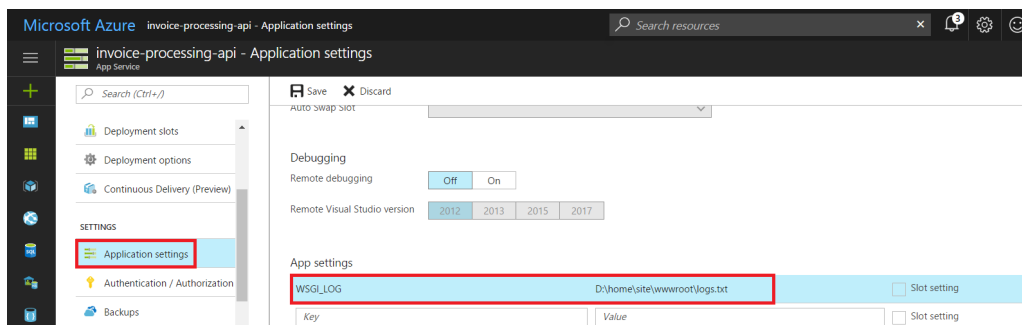 Microsoft Azure invoice-processing-api - Application settings
Search resources
3
invoice-processing-api - Application settings
App Service
Search (Ctrl+/)
Save Discard
Auto Swap Slot
Deployment slots
Deployment options
Continuous Delivery (Preview)
SETTINGS
Application settings
Authentication / Authorization
Backups
Debugging
Remote debugging Off On
Remote Visual Studio version 2012 2013 2015 2017
App settings
WSGI_LOG D:\home\site\wwwroot\logs.txt Slot setting
Key Value Slot setting
SQL